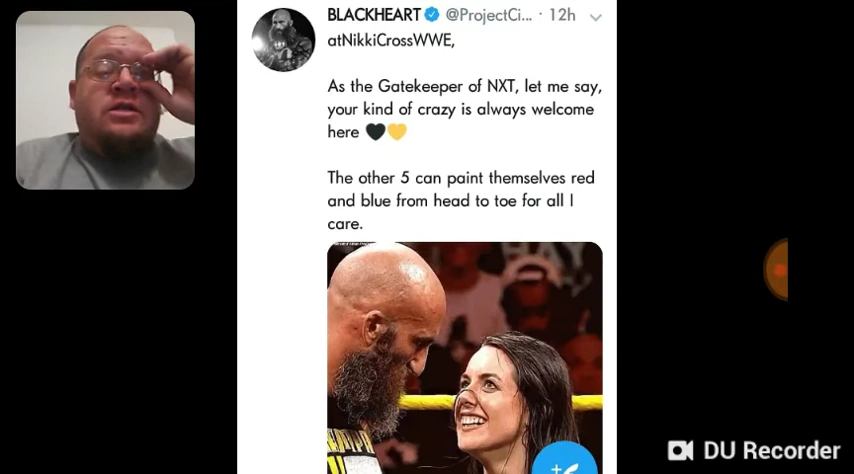 BLACKHEART @ProjectCi... · 12h
atNikkiCrossWWE,
As the Gatekeeper of NXT, let me say,
your kind of crazy is always welcome
here 🖤💛
The other 5 can paint themselves red
and blue from head to toe for all I
care.
DU Recorder